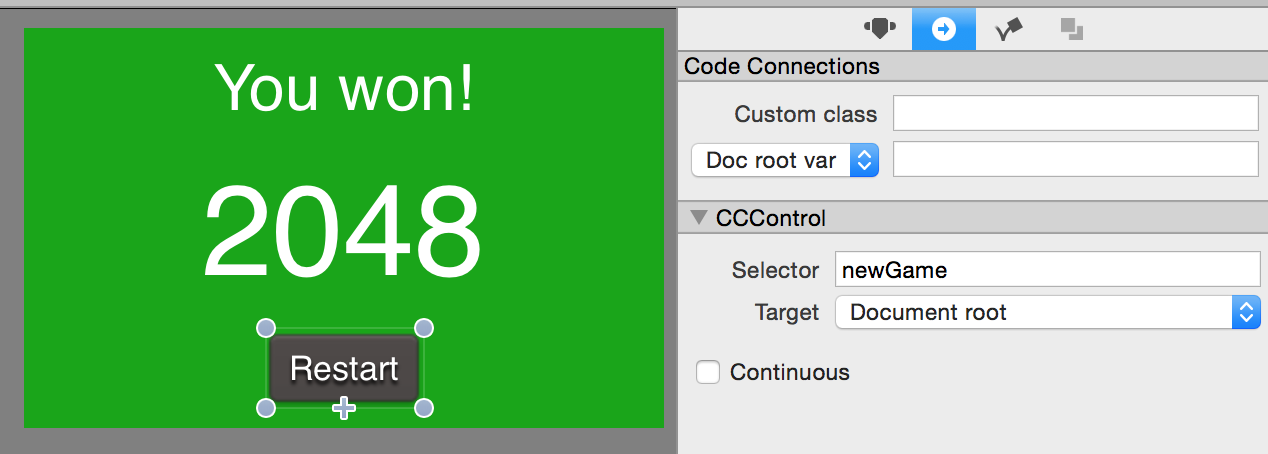 You won!
2048
Restart
Code Connections
Custom class
Doc root var
CCControl
Selector newGame
Target Document root
Continuous